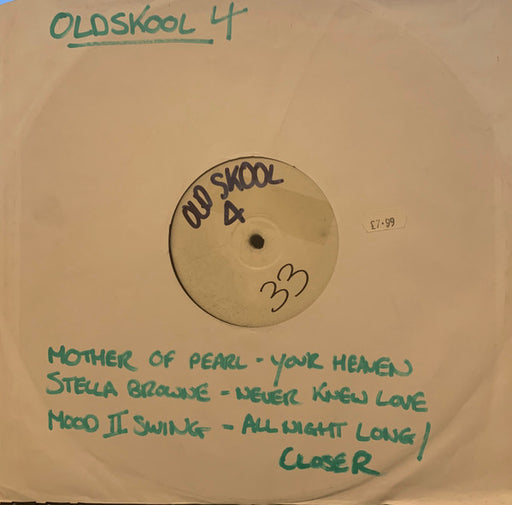 OLDSKOOL 4
OLD SKOOL
4
£7.99
33
MOTHER OF PEARL - YOUR HEAVEN
STELLA BROWNE - NEVER KNEW LOVE
MOOD II SWING - ALL NIGHT LONG /
CLOSER